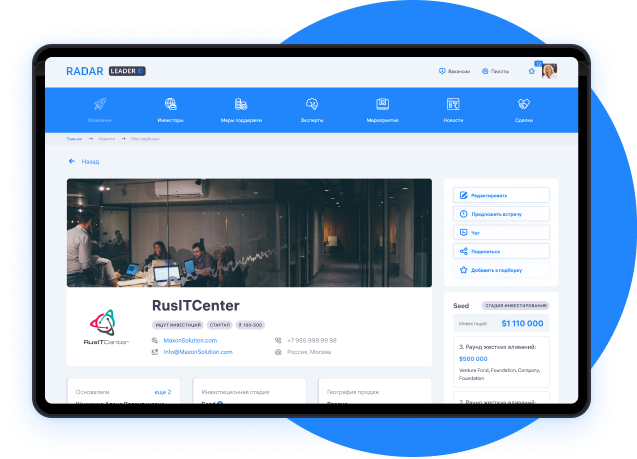 RADAR LEADER ID
Вакансии
Пилоты
Компании
Инвесторы
Меры поддержки
Эксперты
Мероприятия
Новости
Сделки
Главная → Новости →
Назад
RusITCenter
RusITCenter
ИЩУТ ИНВЕСТИЦИЙ СТАРТАП 100-500
MaxonSolution.com
+7 985 998 99 88
Info@MaxonSolution.com
Россия, Москва
Основатели еще 2
Инвестиционная стадия
Seed
География продаж
Редактировать
Предложить встречу
Чат
Поделиться
Добавить в подборку
Seed СТАДИЯ ИНВЕСТИРОВАНИЯ
Инвестиций $1 110 000
3. Раунд жестких вливаний:
$500 000
Venture Fond, Foundation, Company,
Foundation
2. Раунд жестких вливаний: